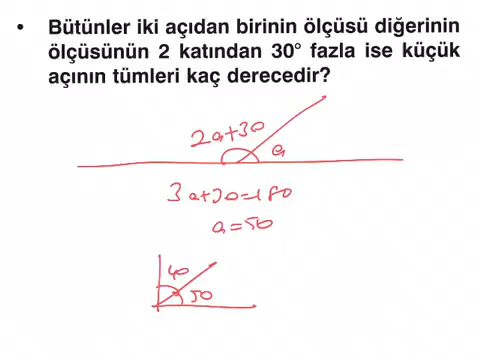 • Bütünler iki açıdan birinin ölçüsü diğerinin
ölçüsünün 2 katından 30° fazla ise küçük
açının tümleri kaç derecedir?
2a+30
a
3a+30=180
a=50
40
50